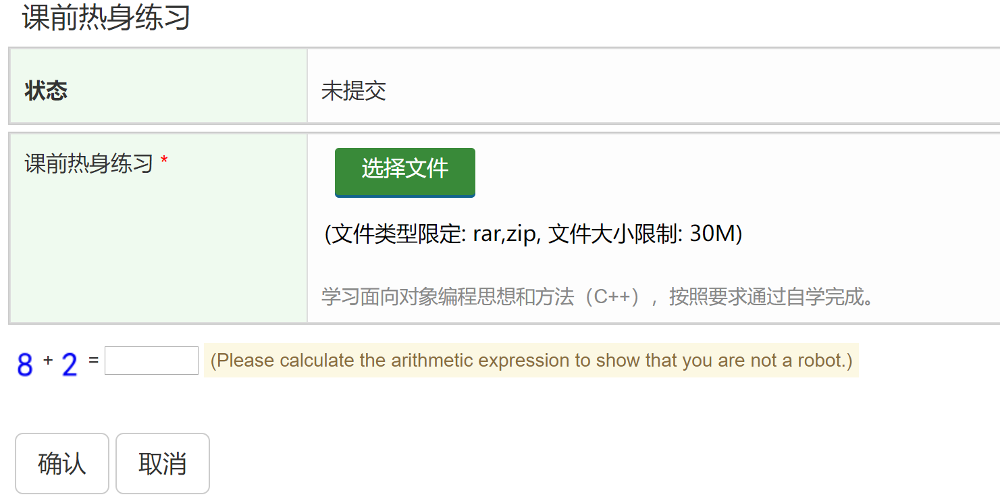 课前热身练习
状态
未提交
课前热身练习 *
选择文件
(文件类型限定: rar,zip, 文件大小限制: 30M)
学习面向对象编程思想和方法（C++），按照要求通过自学完成。
8 + 2 = (Please calculate the arithmetic expression to show that you are not a robot.)
确认 取消